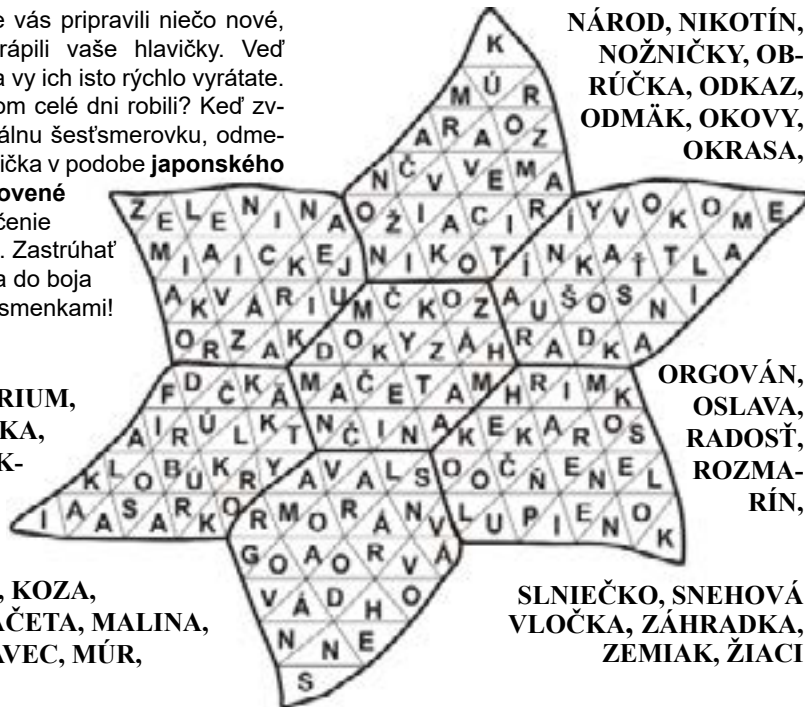 e vás pripravili niečo nové,
rápili vaše hlavičky. Veď
a vy ich isto rýchlo vyrátate.
om celé dni robili? Keď zv-
álnu šesťsmerovku, odme-
ička v podobe japonského
ovené
čenie
. Zastrúhať
a do boja
smenkami!
NÁROD, NIKOTÍN,
NOŽNIČKY, OB-
RÚČKA, ODKAZ,
ODMÄK, OKOVY,
OKRASA,
K
M Ú R
A R A O Z
N Č V V E M A
Z E L E N I N A O Ž I A C I R Í Y V O K O M E
M I A I C K E J N I K O T Í N K A Ť T L A
A K V Á R I U M Č K O Z A U Š O S N I
O R Z A K D O K Y Z Á H R A D K A
F D Č K Ä M A Č E T A M H R I M K
A I R Ú L K T N Č I N A K E K A R O S
K L O B Ú K R Y A V A L S O O Č Ň E N E L
I A A S A R K O R M O R Á N V L U P I E N O K
G O A O R V Á
V Á D H O
N N E
S
RIUM,
KA,
K-
ORGOVÁN,
OSLAVA,
RADOSŤ,
ROZMA-
RÍN,
, KOZA,
AČETA, MALINA,
AVEC, MÚR,
SLNIEČKO, SNEHOVÁ
VLOČKA, ZÁHRADKA,
ZEMIAK, ŽIACI